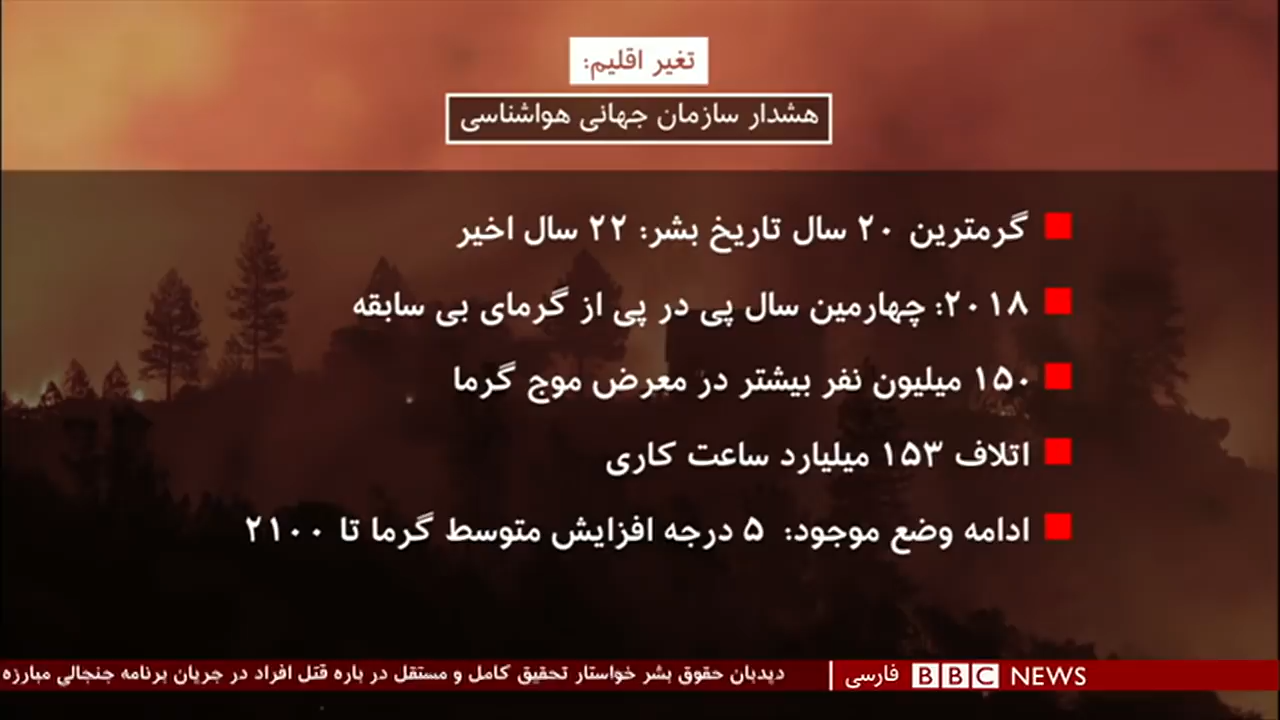 تغیر اقلیم:
هشدار سازمان جهانی هواشناسی
گرمترین ۲۰ سال تاریخ بشر: ۲۲ سال اخیر
۲۰۱۸: چهارمین سال پی در پی از گرمای بی سابقه
۱۵۰ میلیون نفر بیشتر در معرض موج گرما
اتلاف ۱۵۳ میلیارد ساعت کاری
ادامه وضع موجود: ۵ درجه افزایش متوسط گرما تا ۲۱۰۰
BBC NEWS فارسی | دیدبان حقوق بشر خواستار تحقیق کامل و مستقل در باره قتل افراد در جریان برنامه جنجالی مبارزه